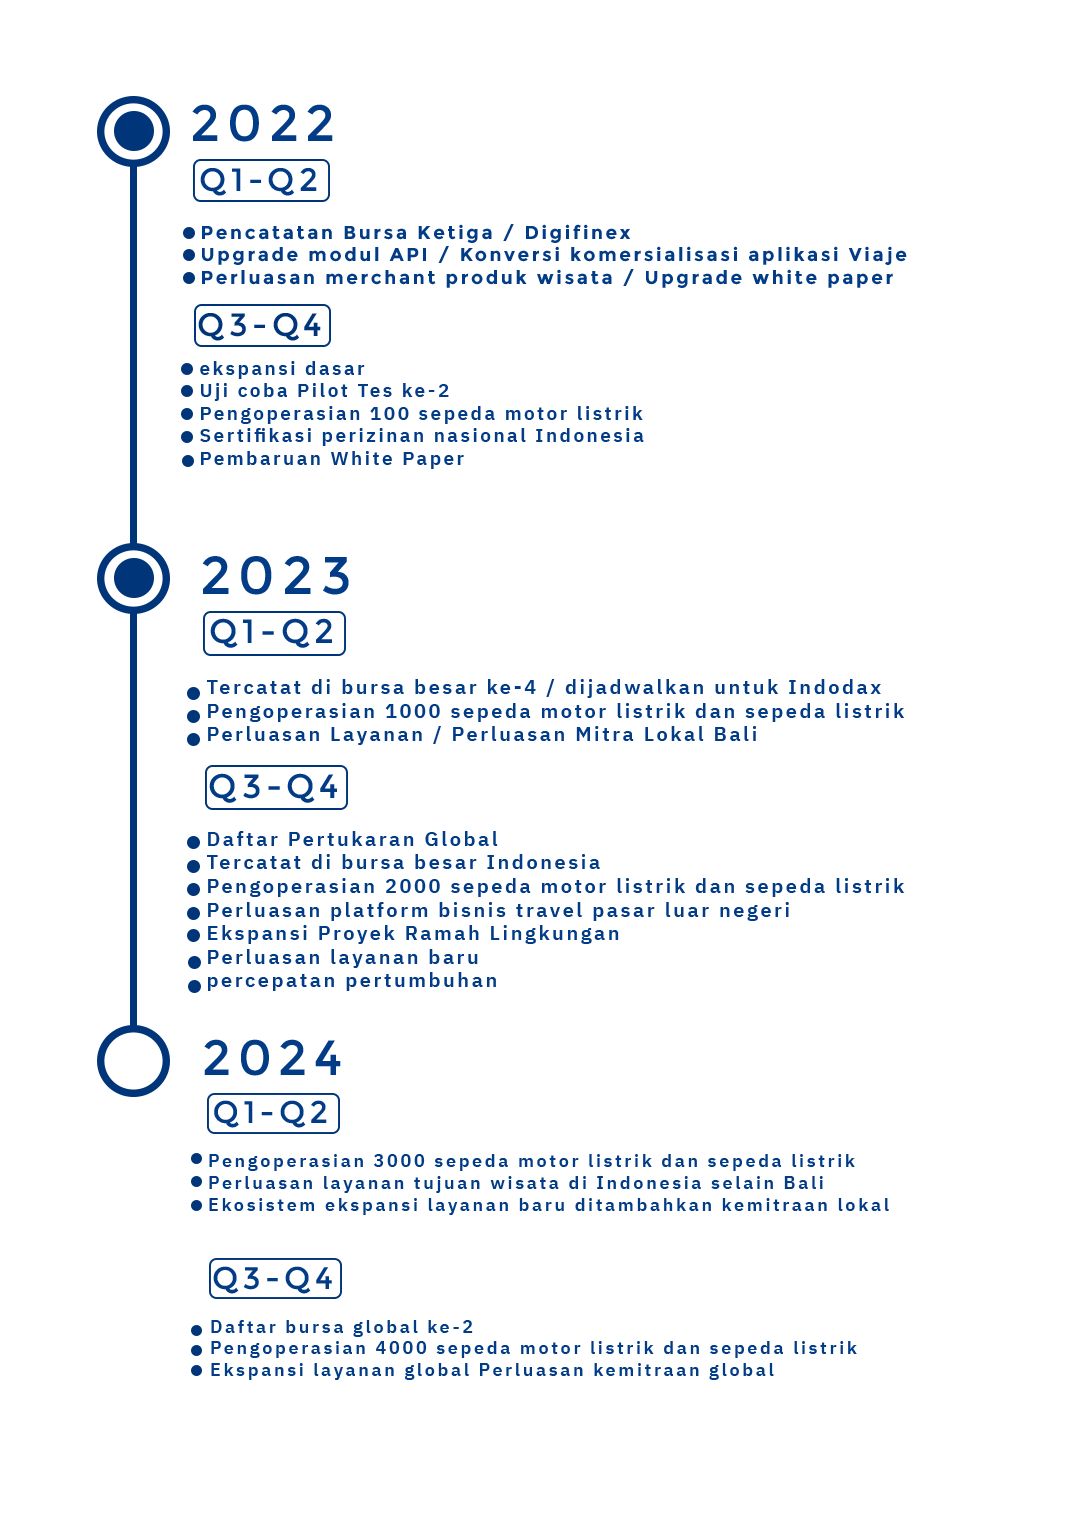 2022
Q1-Q2
Pencatatan Bursa Ketiga / Digifinex
Upgrade modul API / Konversi komersialisasi aplikasi Viaje
Perluasan merchant produk wisata / Upgrade white paper
Q3-Q4
ekspansi dasar
Uji coba Pilot Tes ke-2
Pengoperasian 100 sepeda motor listrik
Sertifikasi perizinan nasional Indonesia
Pembaruan White Paper
2023
Q1-Q2
Tercatat di bursa besar ke-4 / dijadwalkan untuk Indodax
Pengoperasian 1000 sepeda motor listrik dan sepeda listrik
Perluasan Layanan / Perluasan Mitra Lokal Bali
Q3-Q4
Daftar Pertukaran Global
Tercatat di bursa besar Indonesia
Pengoperasian 2000 sepeda motor listrik dan sepeda listrik
Perluasan platform bisnis travel pasar luar negeri
Ekspansi Proyek Ramah Lingkungan
Perluasan layanan baru
percepatan pertumbuhan
2024
Q1-Q2
Pengoperasian 3000 sepeda motor listrik dan sepeda listrik
Perluasan layanan tujuan wisata di Indonesia selain Bali
Ekosistem ekspansi layanan baru ditambahkan kemitraan lokal
Q3-Q4
Daftar bursa global ke-2
Pengoperasian 4000 sepeda motor listrik dan sepeda listrik
Ekspansi layanan global Perluasan kemitraan global